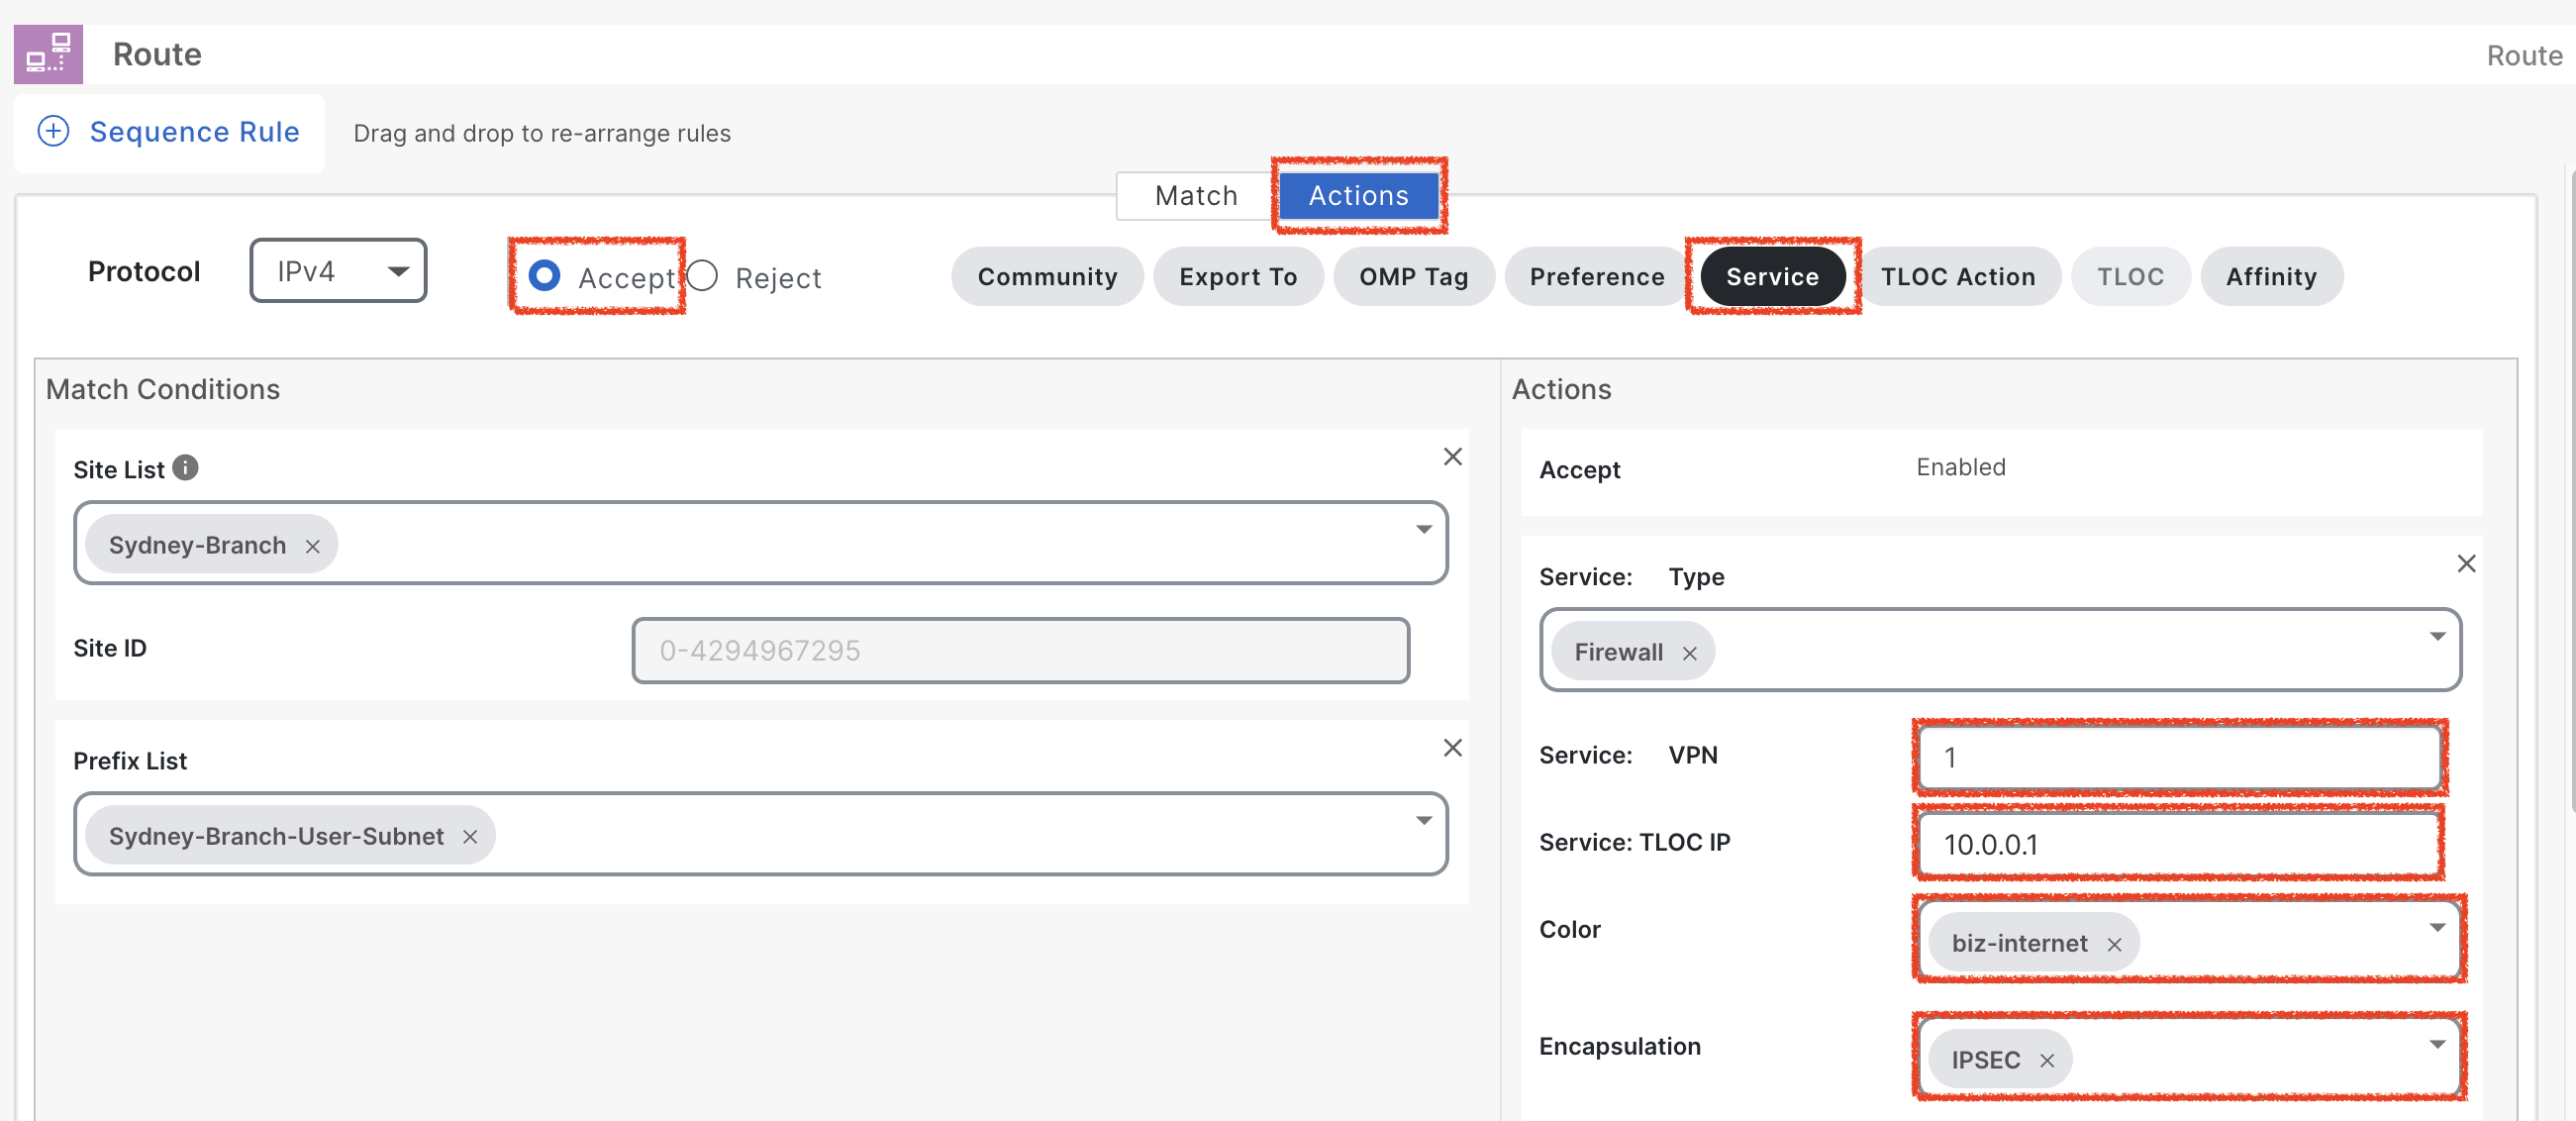 Route
Route
Sequence Rule
Drag and drop to re-arrange rules
Match
Actions
Protocol
IPv4
Accept
Reject
Community
Export To
OMP Tag
Preference
Service
TLOC Action
TLOC
Affinity
Match Conditions
Actions
Site List
Sydney-Branch
Site ID
0-4294967295
Prefix List
Sydney-Branch-User-Subnet
Accept
Enabled
Service: Type
Firewall
Service: VPN
1
Service: TLOC IP
10.0.0.1
Color
biz-internet
Encapsulation
IPSEC